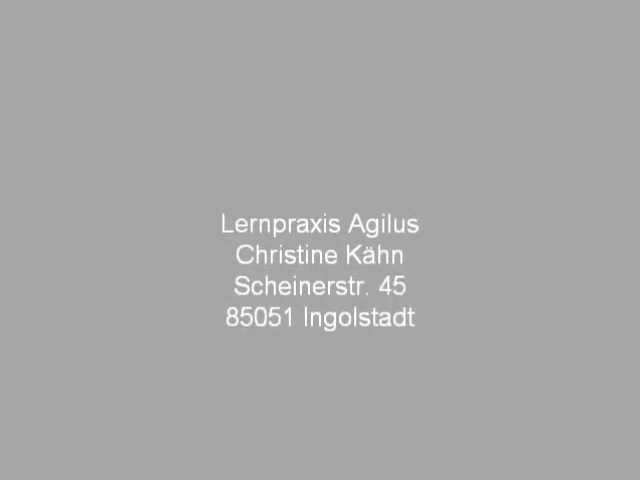 Lernpraxis Agilus
Christine Kähn
Scheinerstr. 45
85051 Ingolstadt